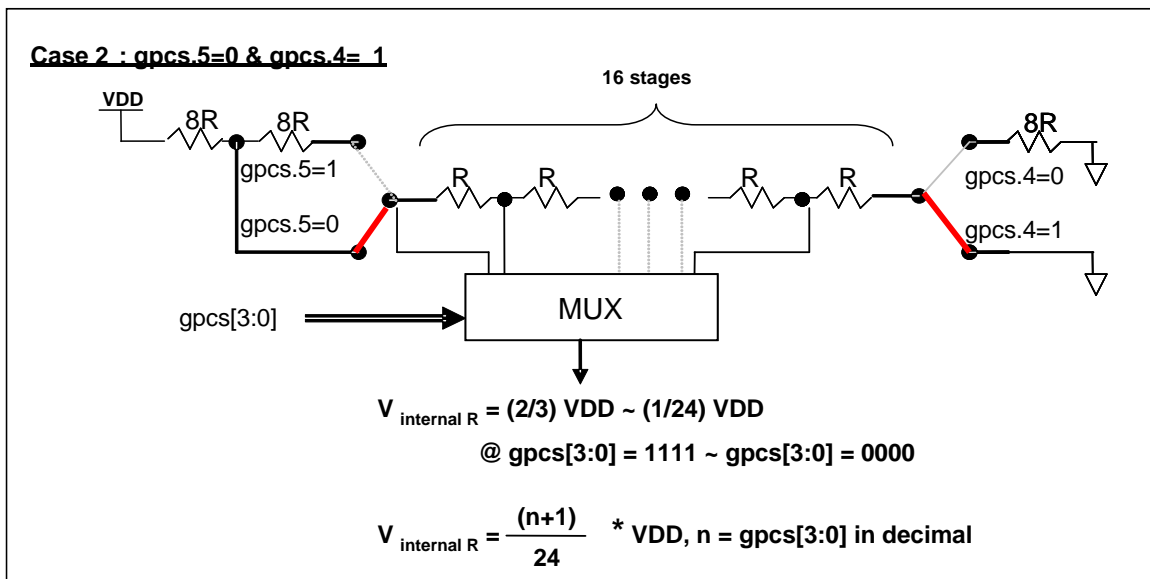 Case 2 : gpcs.5=0 & gpcs.4= 1
16 stages
VDD
8R
8R
8R
gpcs.5=1
R
R
R
R
gpcs.4=0
gpcs.5=0
gpcs.4=1
gpcs[3:0]
MUX
V internal R = (2/3) VDD ~ (1/24) VDD
@ gpcs[3:0] = 1111 ~ gpcs[3:0] = 0000
V internal R = (n+1)
24
* VDD, n = gpcs[3:0] in decimal